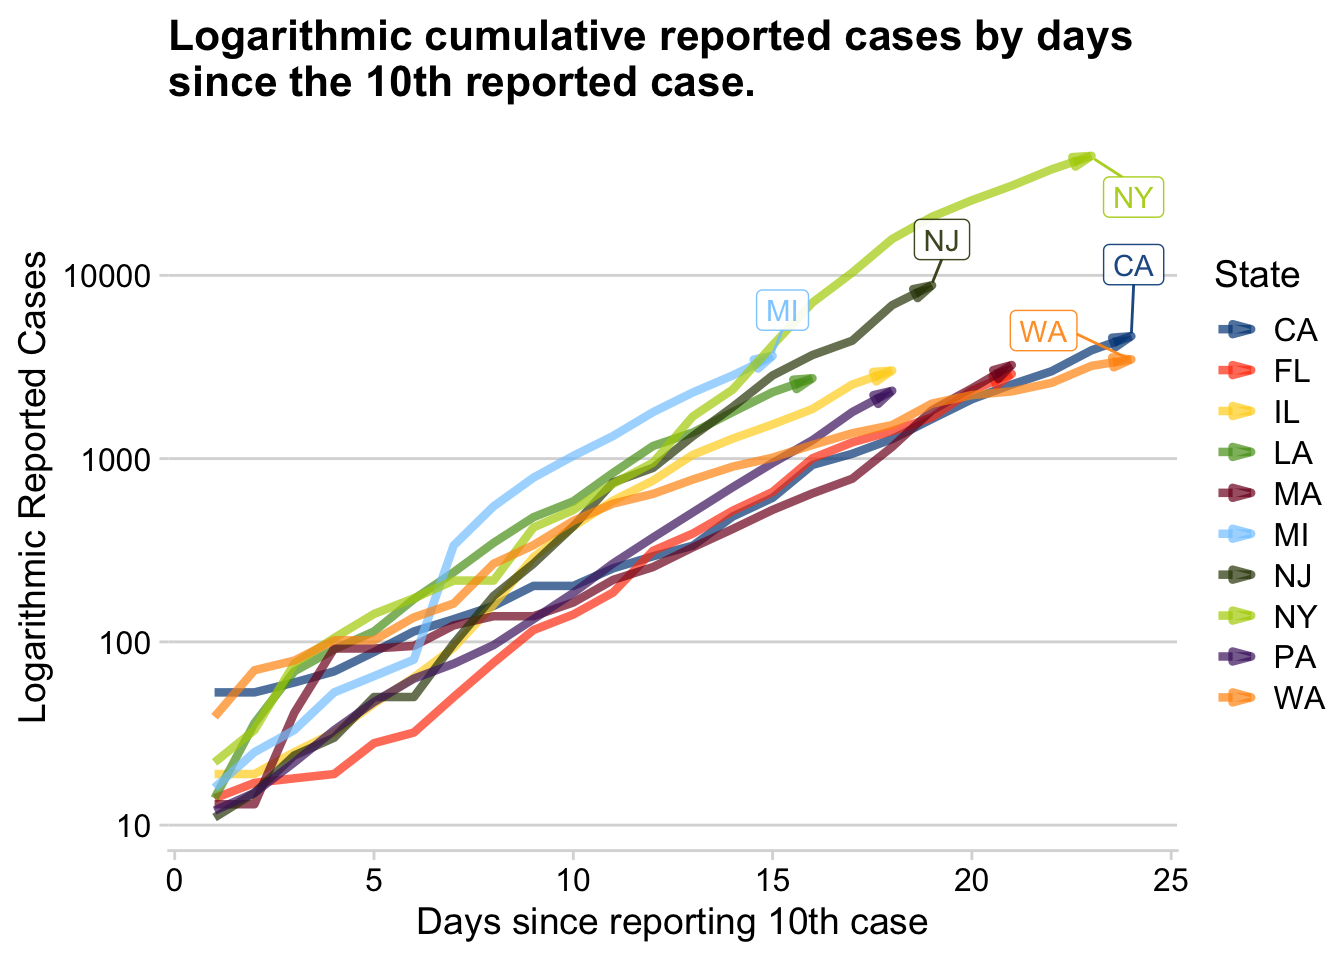 Logarithmic cumulative reported cases by days
since the 10th reported case.
NY
NJ
CA
MI
WA
Logarithmic Reported Cases
10000
1000
100
10
0 5 10 15 20 25
Days since reporting 10th case
State
CA
FL
IL
LA
MA
MI
NJ
NY
PA
WA